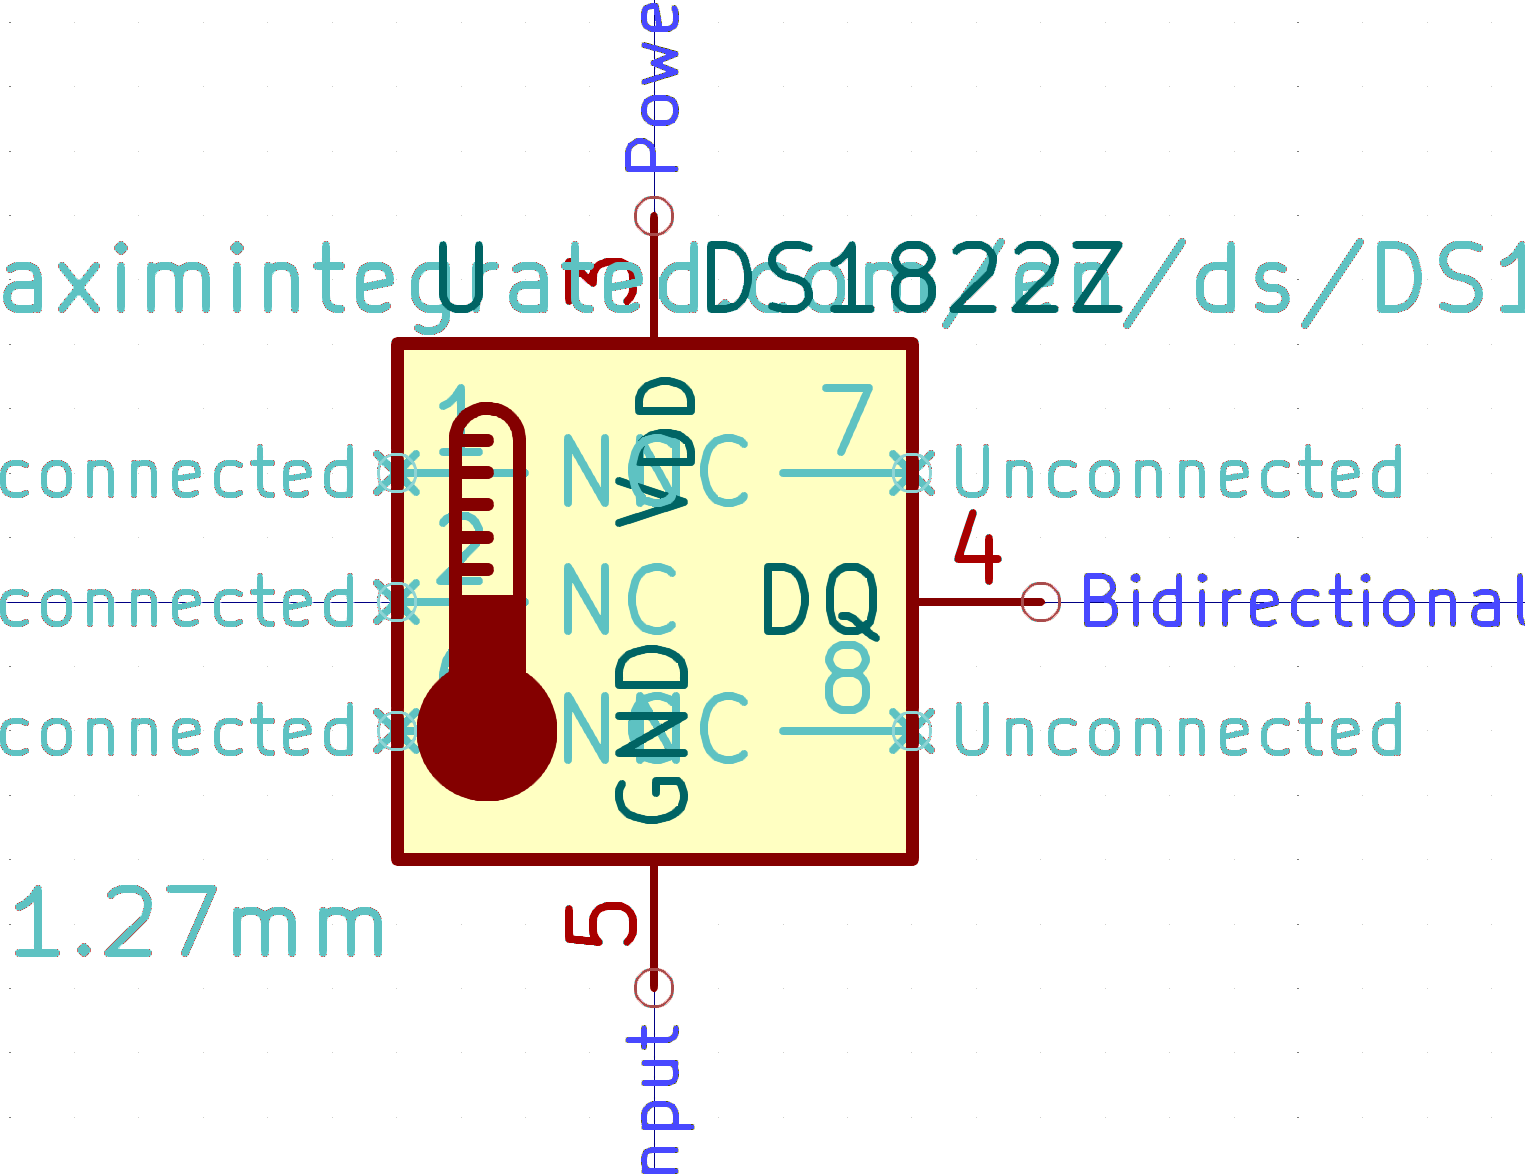 Powe
aximintegrated.com/en/ds/DS1
U
3
DS1822Z
1
7
VDD
connected
NC
NC
Unconnected
2
4
connected
NC
DQ
Bidirectional
8
connected
NC
NC
Unconnected
GND
1.27mm
5
nput